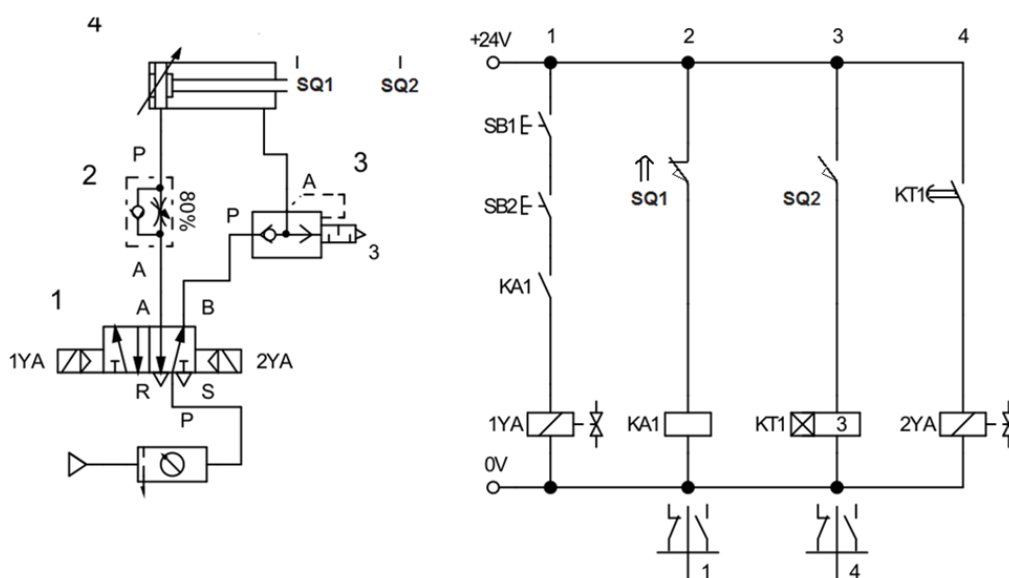 4
I I
SQ1 SQ2
P
2
80%
A
3
A
P
3
1
A B
1YA 2YA
R S
P
1 2 3 4
+24V
SB1
SQ1
SQ2
KT1
SB2
KA1
1YA KA1 KT1 3 2YA
0V
1 4